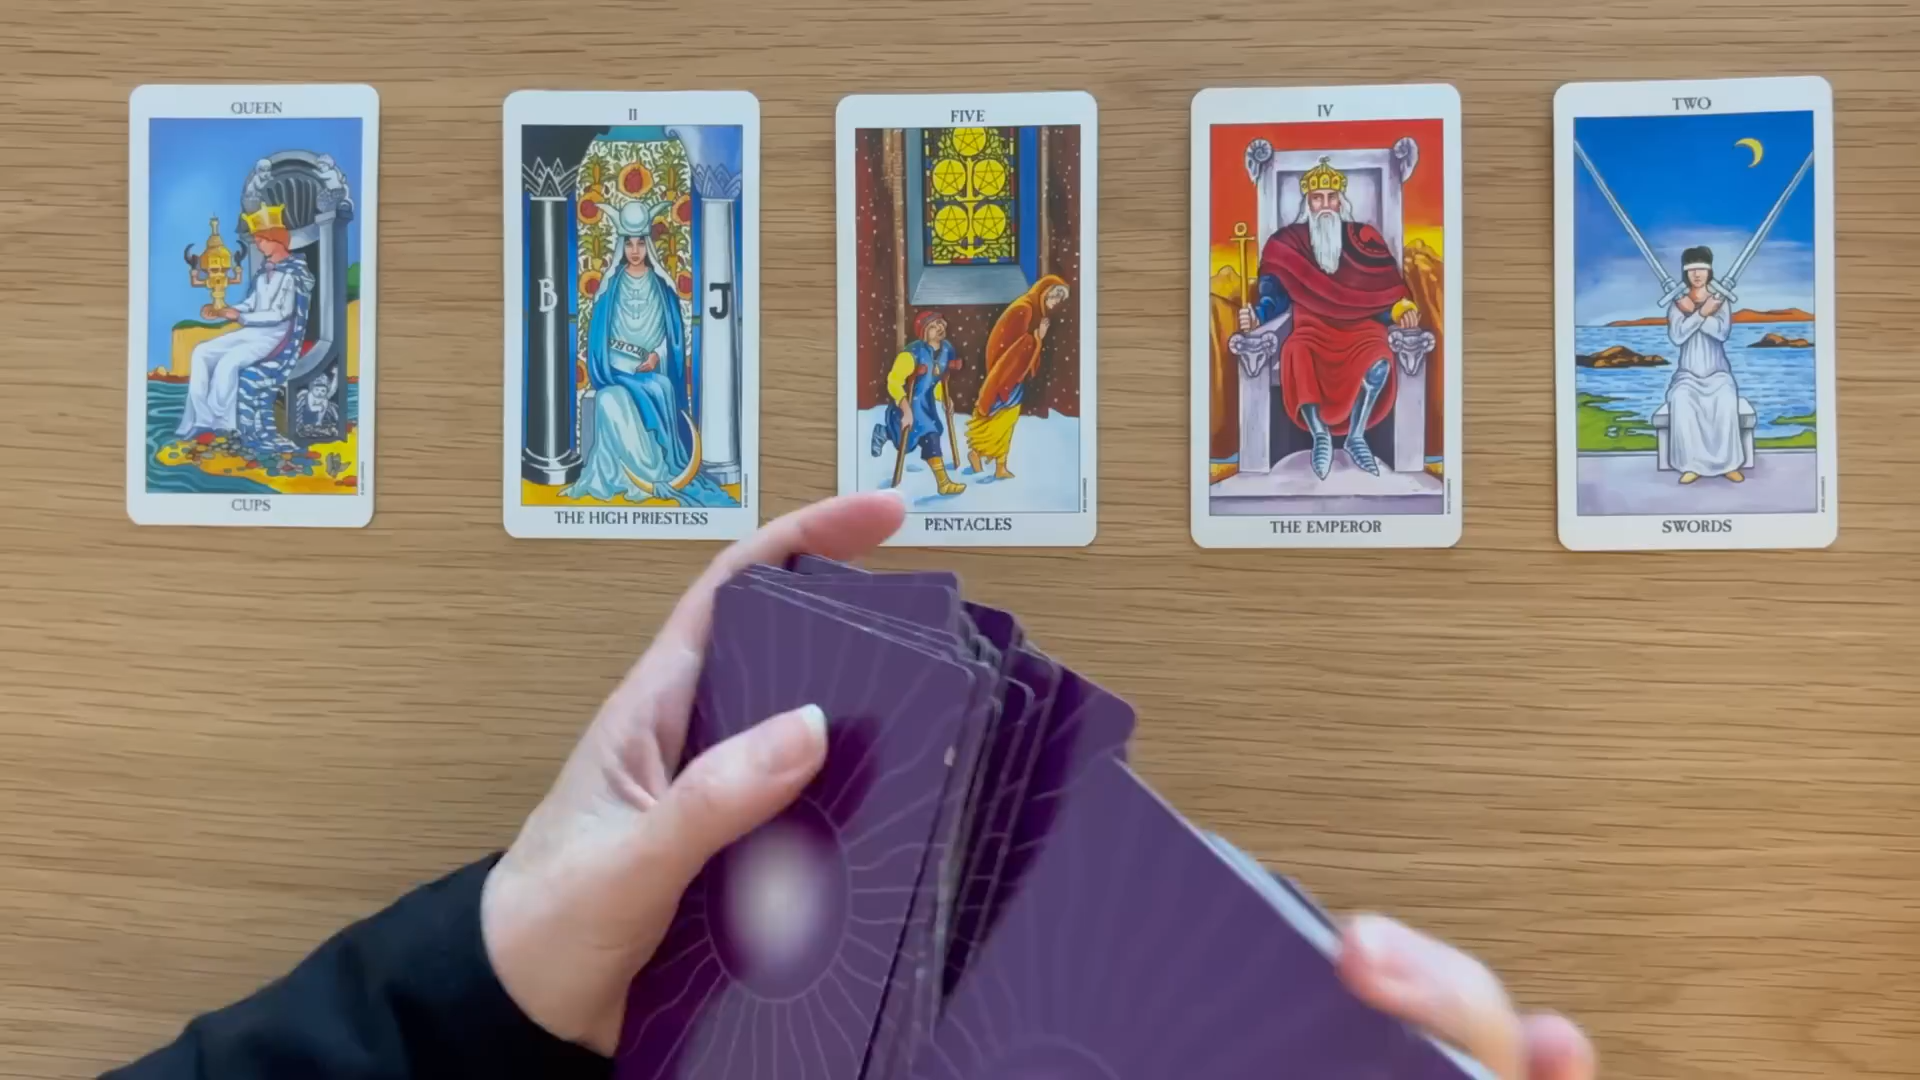 QUEEN
CUPS
II
B
J
THE HIGH PRIESTESS
FIVE
PENTACLES
IV
THE EMPEROR
TWO
SWORDS